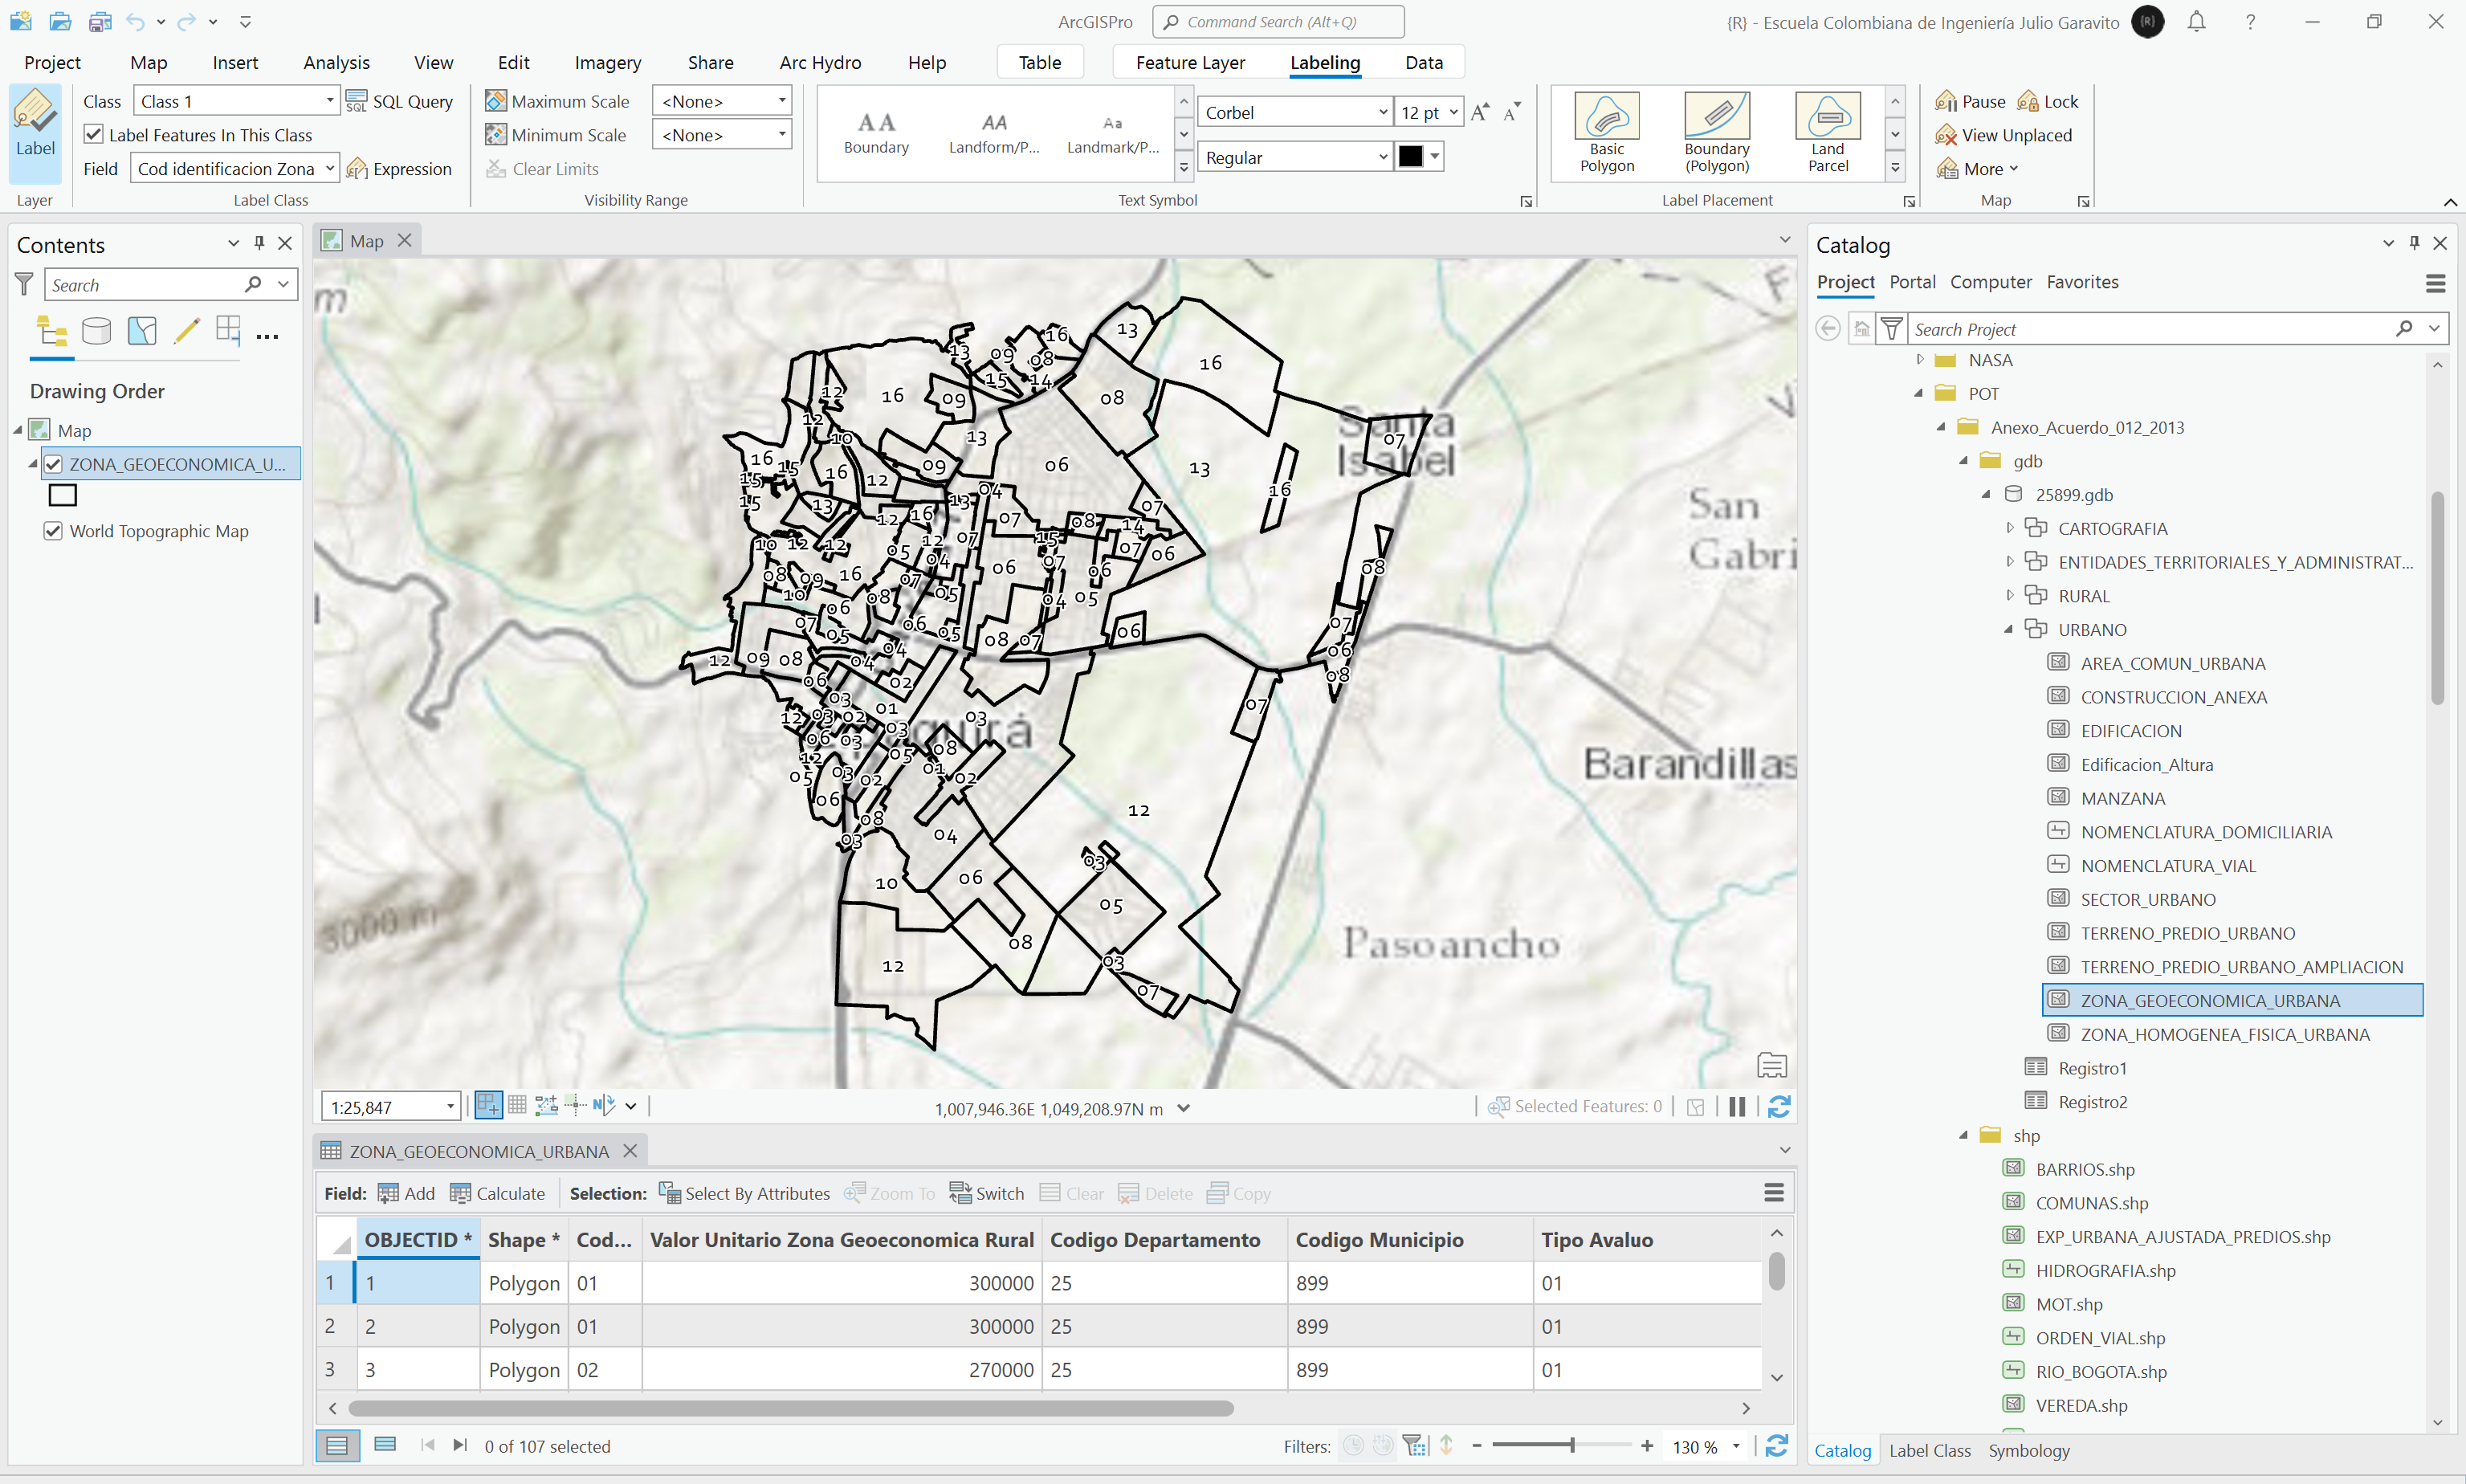 ArcGISPro
Command Search (Alt+Q)
{R} - Escuela Colombiana de Ingeniería Julio Garavito
{R}
?
Project Map Insert Analysis View Edit Imagery Share Arc Hydro Help Table Feature Layer Labeling Data
Label
Layer
Class Class 1 SQL Query
Label Features In This Class
Field Cod identificacion Zona Expression
Label Class
Maximum Scale <None>
Minimum Scale <None>
Clear Limits
Visibility Range
AA AA Aa
Boundary Landform/P... Landmark/P...
Corbel 12 pt
Regular
Text Symbol
Basic Polygon
Boundary (Polygon)
Land Parcel
Label Placement
Pause Lock
View Unplaced
More
Map
Contents
Search
Drawing Order
Map
ZONA_GEOECONOMICA_U...
World Topographic Map
Map
Santa Isabel
San
Gabri
Barandillas
Pasoancho
3000 m
13
16
16
13
09
08
15
14
12
16
09
08
12
10
13
06
09
13
07
16
16
15
15
15
16
12
13
04
07
08
14
15
07
06
12
16
12
07
05
04
10
12
12
08
09
16
10
06
07
05
08
07
05
06
05
06
07
04
06
05
06
08
07
08
07
06
08
07
12
09
08
04
04
02
06
03
01
12
03
02
03
03
06
03
05
08
01
02
12
05
03
02
06
08
03
04
12
10
06
03
05
08
12
03
07
1:25,847
1,007,946.36E 1,049,208.97N m
Selected Features: 0
ZONA_GEOECONOMICA_URBANA
Field: Add Calculate Selection: Select By Attributes Zoom To Switch Clear Delete Copy
OBJECTID * Shape * Cod... Valor Unitario Zona Geoeconomica Rural Codigo Departamento Codigo Municipio Tipo Avaluo
1 1 Polygon 01 300000 25 899 01
2 2 Polygon 01 300000 25 899 01
3 3 Polygon 02 270000 25 899 01
0 of 107 selected
Filters:
130 %
Catalog
Project Portal Computer Favorites
Search Project
NASA
POT
Anexo_Acuerdo_012_2013
gdb
25899.gdb
CARTOGRAFIA
ENTIDADES_TERRITORIALES_Y_ADMINISTRAT...
RURAL
URBANO
AREA_COMUN_URBANA
CONSTRUCCION_ANEXA
EDIFICACION
Edificacion_Altura
MANZANA
NOMENCLATURA_DOMICILIARIA
NOMENCLATURA_VIAL
SECTOR_URBANO
TERRENO_PREDIO_URBANO
TERRENO_PREDIO_URBANO_AMPLIACION
ZONA_GEOECONOMICA_URBANA
ZONA_HOMOGENEA_FISICA_URBANA
Registro1
Registro2
shp
BARRIOS.shp
COMUNAS.shp
EXP_URBANA_AJUSTADA_PREDIOS.shp
HIDROGRAFIA.shp
MOT.shp
ORDEN_VIAL.shp
RIO_BOGOTA.shp
VEREDA.shp
Catalog Label Class Symbology